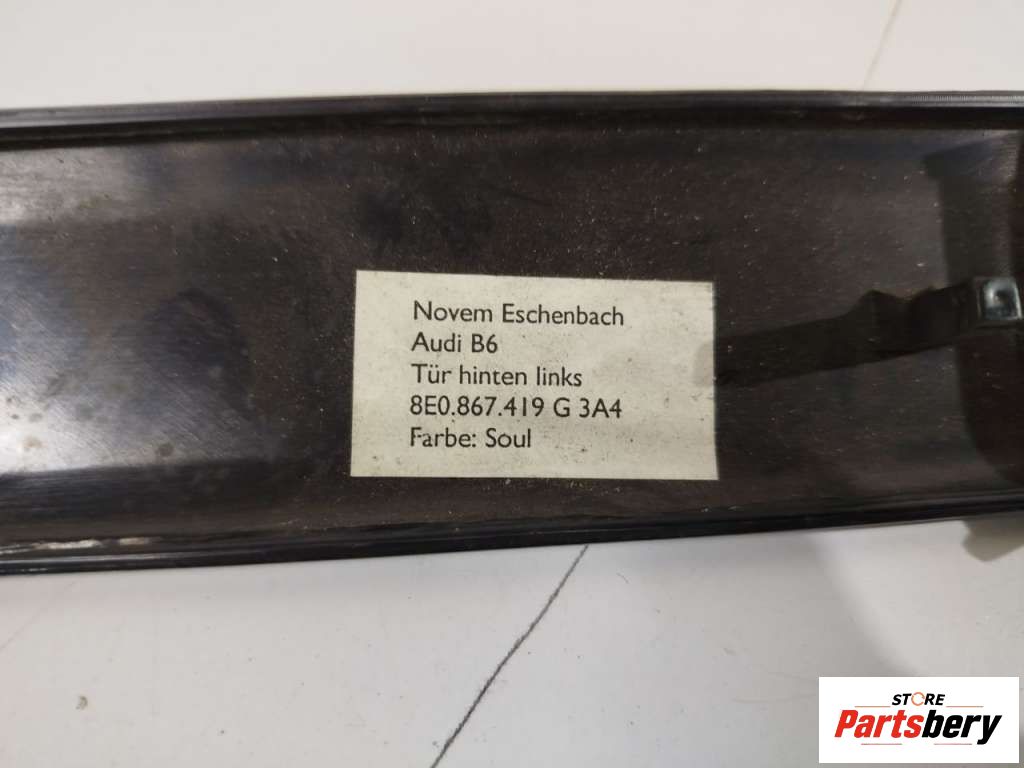 Novem Eschenbach
Audi B6
Tür hinten links
8E0.867.419 G 3A4
Farbe: Soul
STORE
Partsbery